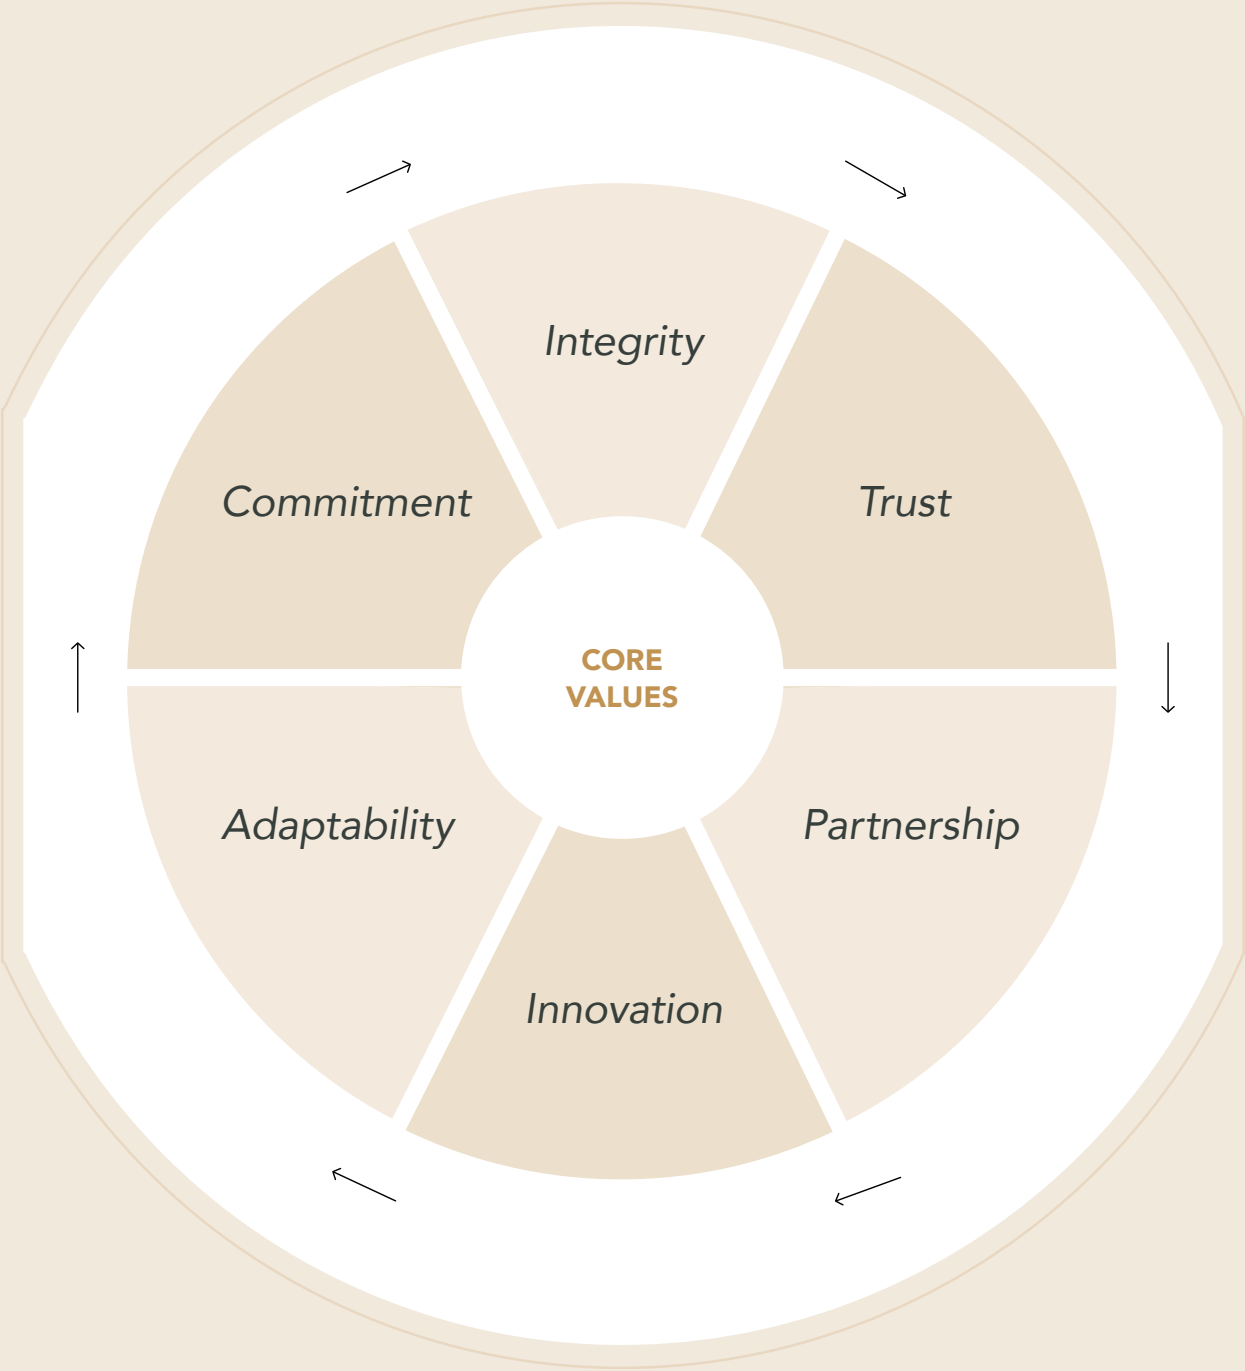 Integrity
Commitment
Trust
CORE
VALUES
Adaptability
Partnership
Innovation